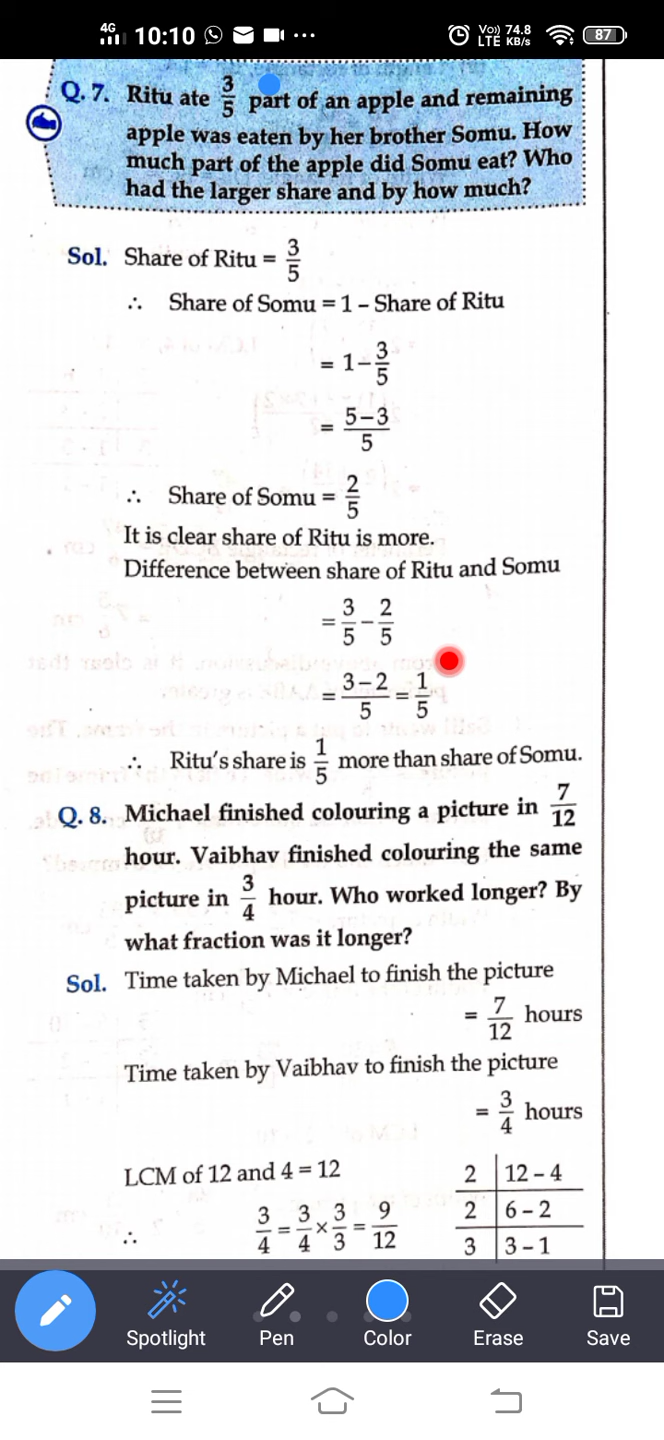 4G 10:10 ... Vo)) LTE 74.8 KB/s 87
Q. 7. Ritu ate 3/5 part of an apple and remaining
apple was eaten by her brother Somu. How
much part of the apple did Somu eat? Who
had the larger share and by how much?
Sol. Share of Ritu = 3/5
∴ Share of Somu = 1 – Share of Ritu
= 1 – 3/5
= (5 – 3)/5
∴ Share of Somu = 2/5
It is clear share of Ritu is more.
Difference between share of Ritu and Somu
= 3/5 – 2/5
= (3 – 2)/5 = 1/5
∴ Ritu's share is 1/5 more than share of Somu.
Q. 8. Michael finished colouring a picture in 7/12
hour. Vaibhav finished colouring the same
picture in 3/4 hour. Who worked longer? By
what fraction was it longer?
Sol. Time taken by Michael to finish the picture
= 7/12 hours
Time taken by Vaibhav to finish the picture
= 3/4 hours
LCM of 12 and 4 = 12
2 | 12 – 4
2 | 6 – 2
3 | 3 – 1
∴ 3/4 = 3/4 × 3/3 = 9/12
Spotlight Pen Color Erase Save